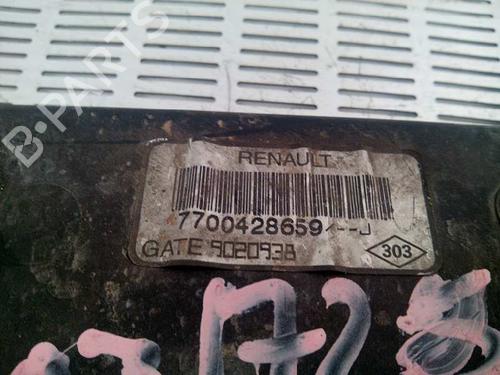 B-PARTS
RENAULT
7700428659/--J
GATE 9020938
303